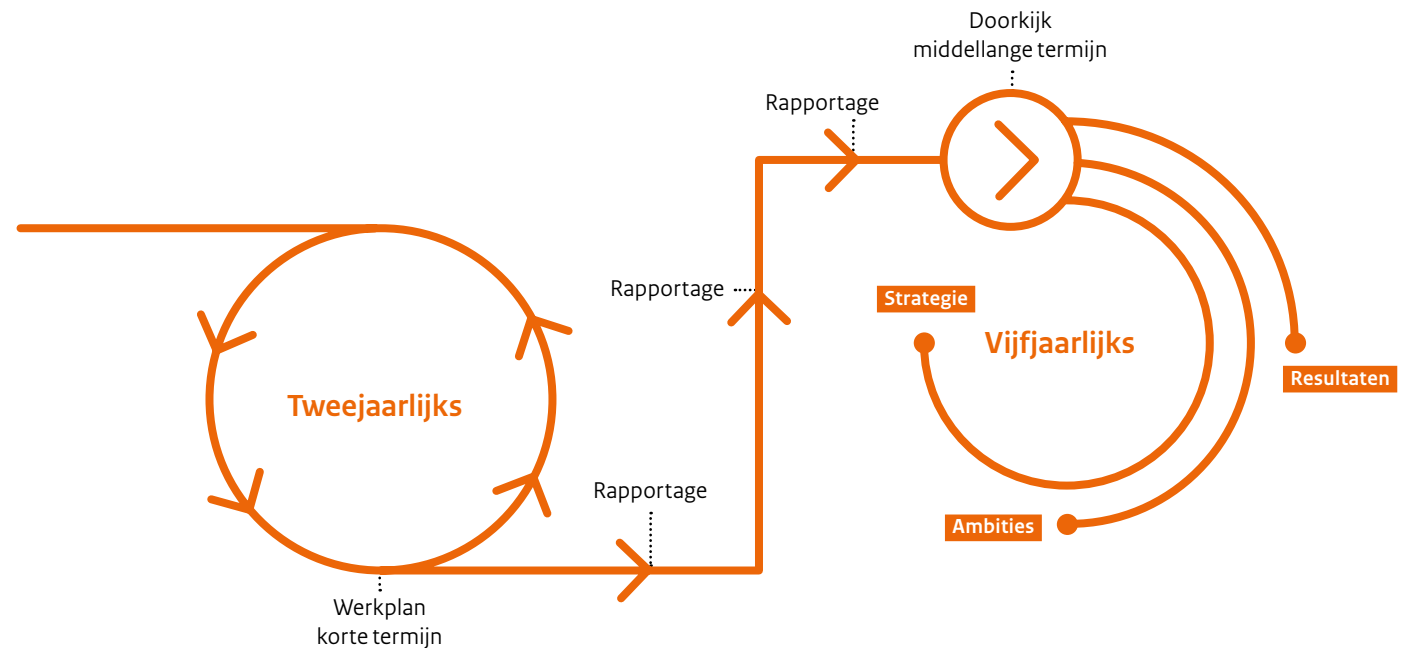 Doorkijk
middellange termijn
Rapportage
Rapportage
Strategie
Vijfjaarlijks
Resultaten
Tweejaarlijks
Rapportage
Ambities
Werkplan
korte termijn